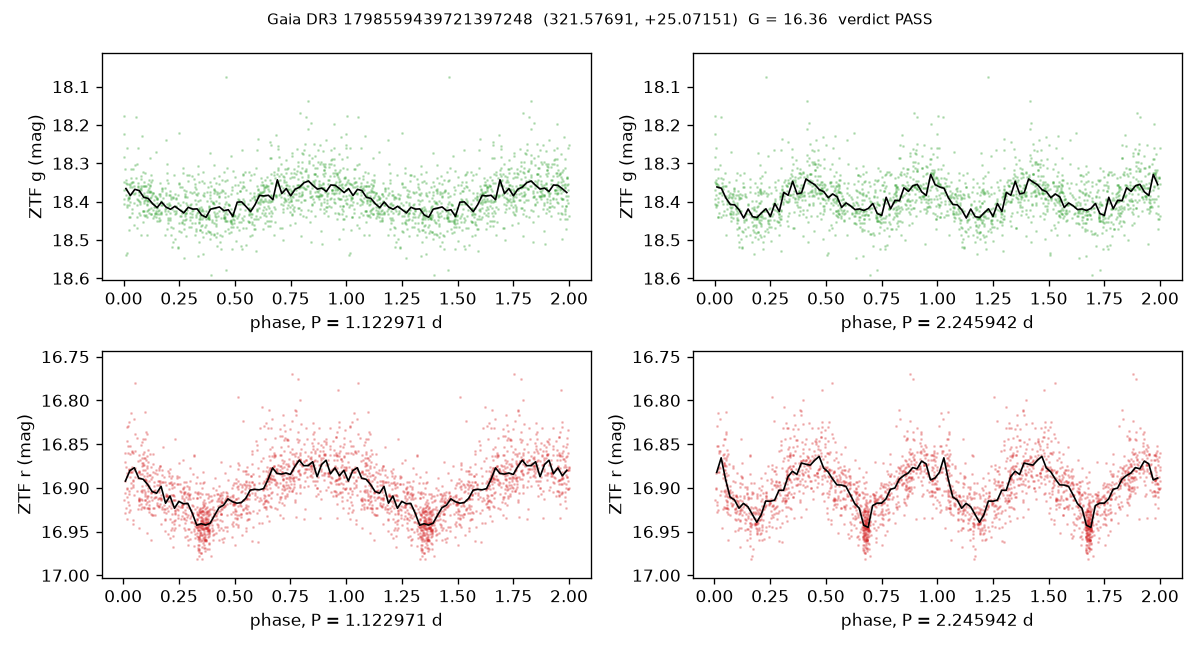 Gaia DR3 1798559439721397248 (321.57691, +25.07151) G = 16.36 verdict PASS
ZTF g (mag)
18.1
18.2
18.3
18.4
18.5
18.6
0.00 0.25 0.50 0.75 1.00 1.25 1.50 1.75 2.00
phase, P = 1.122971 d
ZTF g (mag)
18.1
18.2
18.3
18.4
18.5
18.6
0.00 0.25 0.50 0.75 1.00 1.25 1.50 1.75 2.00
phase, P = 2.245942 d
ZTF r (mag)
16.75
16.80
16.85
16.90
16.95
17.00
0.00 0.25 0.50 0.75 1.00 1.25 1.50 1.75 2.00
phase, P = 1.122971 d
ZTF r (mag)
16.75
16.80
16.85
16.90
16.95
17.00
0.00 0.25 0.50 0.75 1.00 1.25 1.50 1.75 2.00
phase, P = 2.245942 d